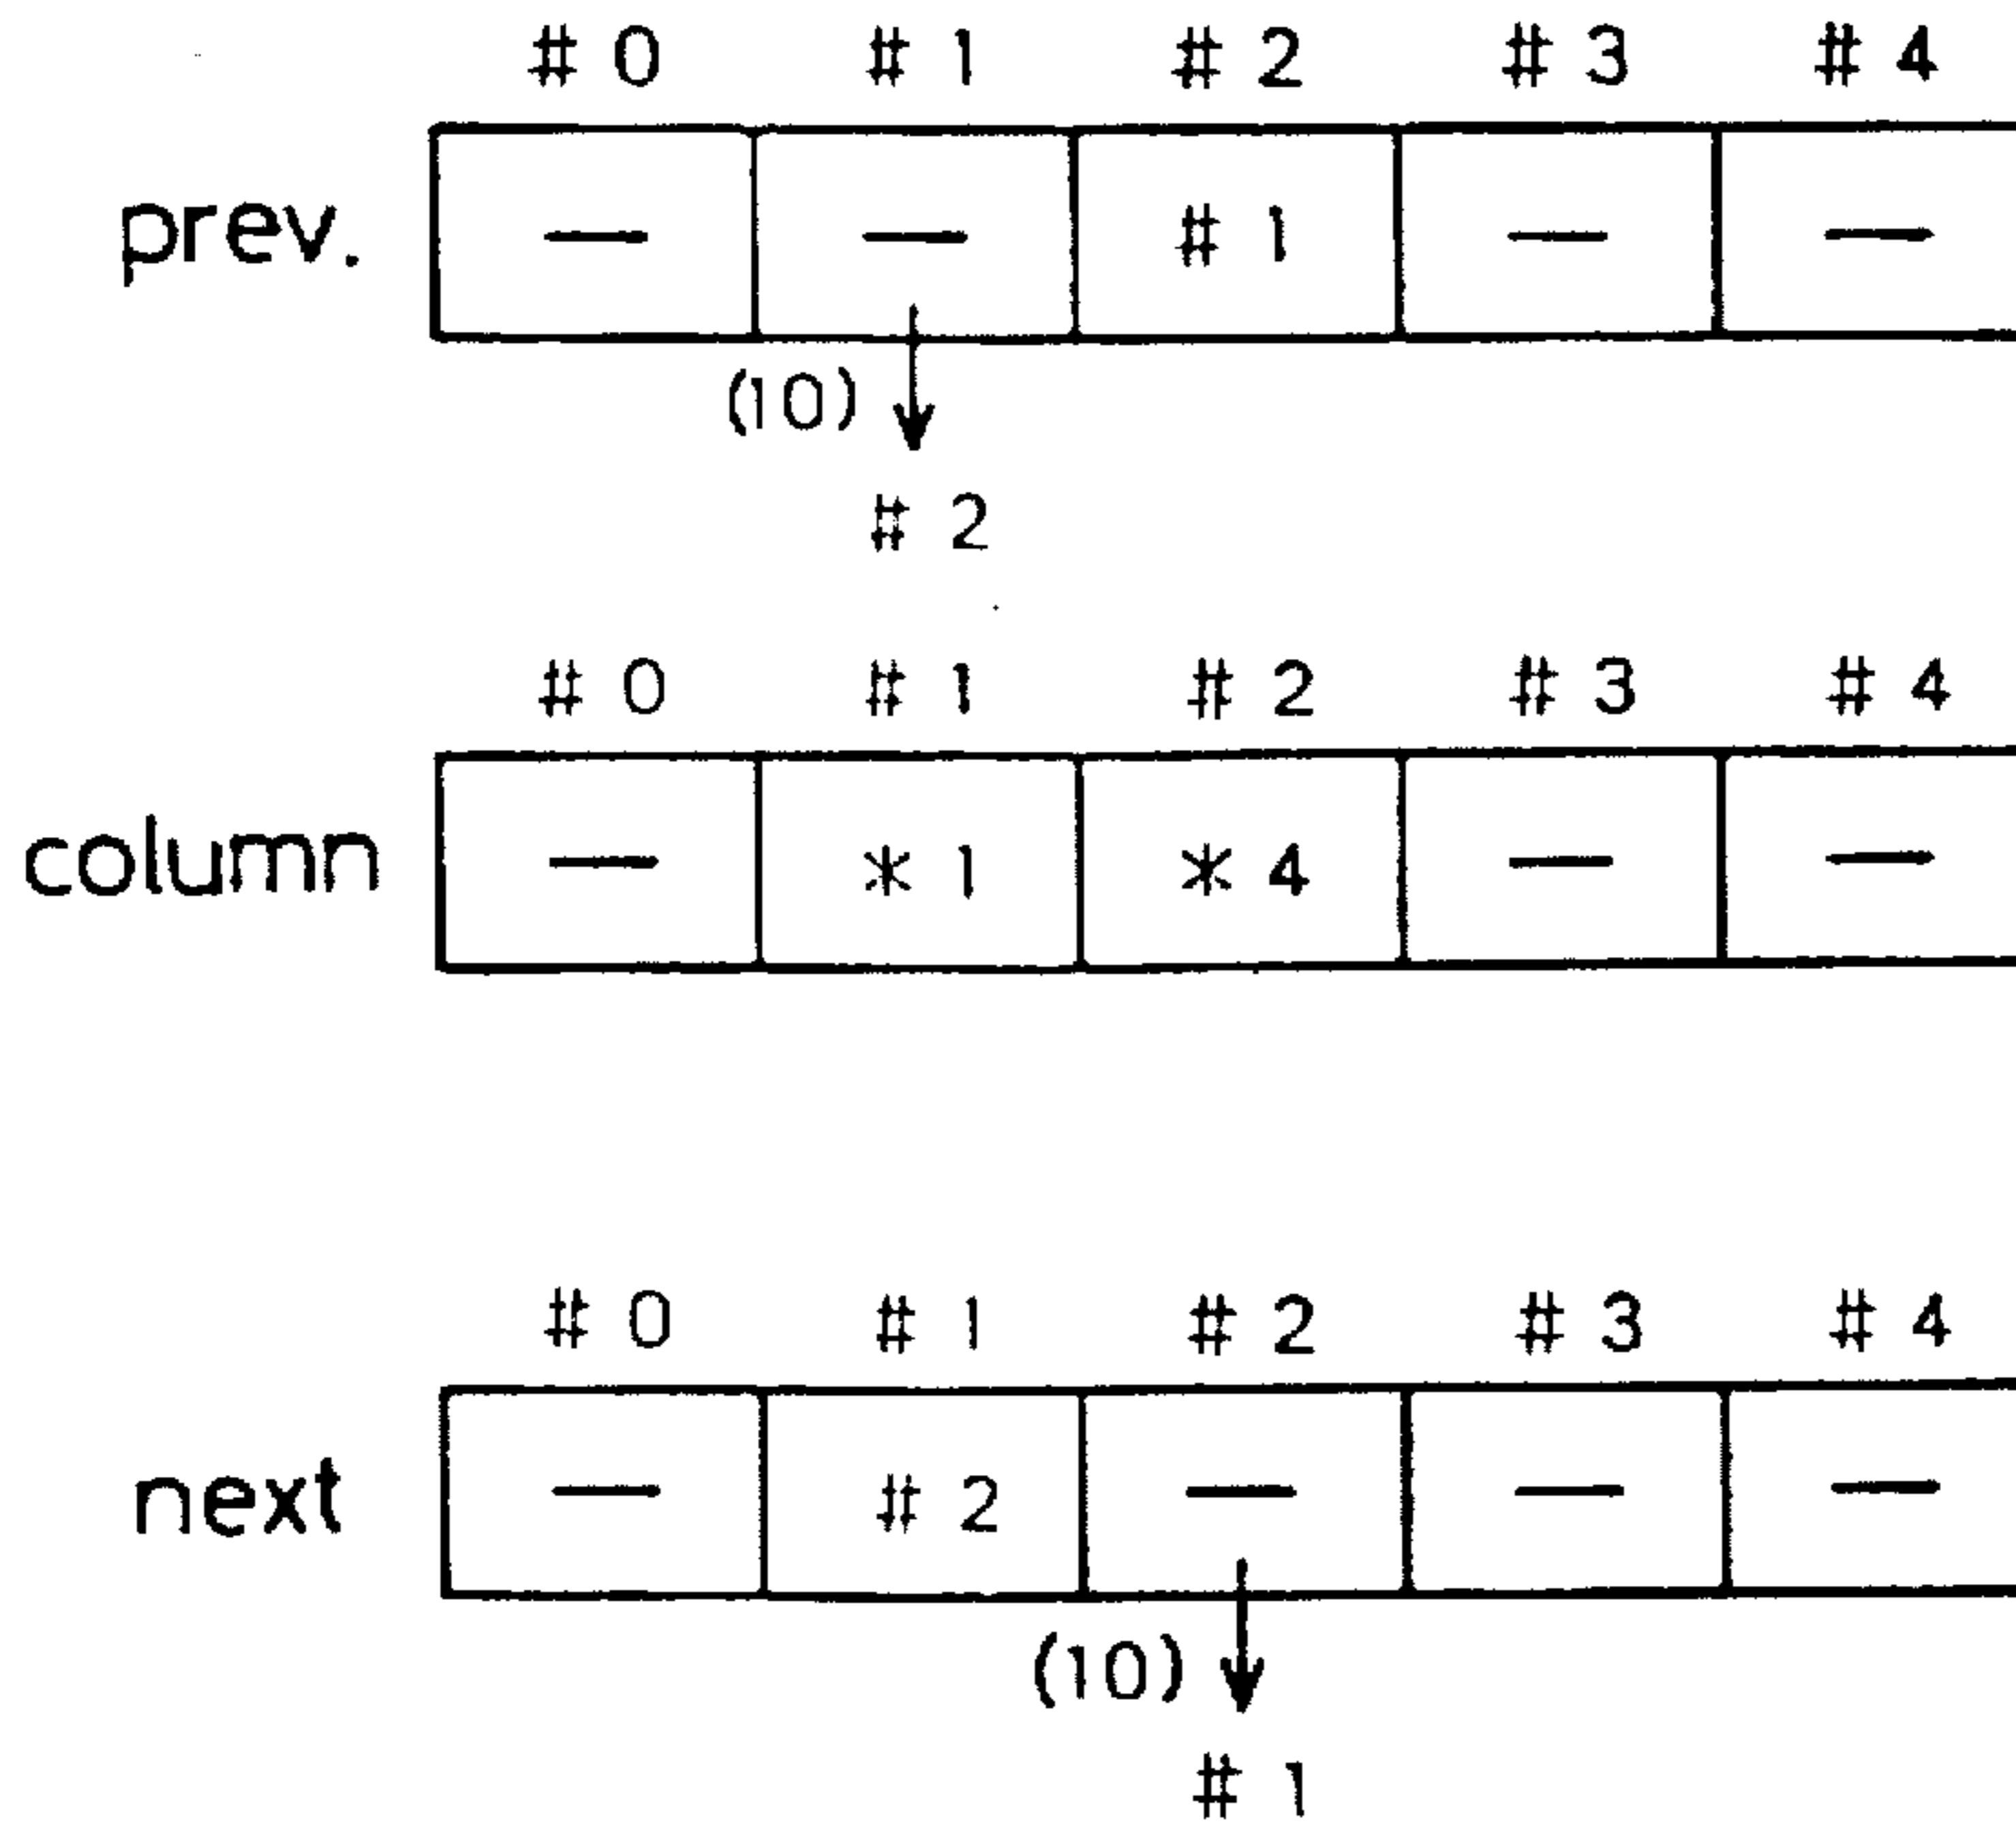 # 0 # 1 # 2 # 3 # 4
prev. — — # 1 — —
(10)
# 2
# 0 # 1 # 2 # 3 # 4
column — * 1 * 4 — —
# 0 # 1 # 2 # 3 # 4
next — # 2 — — —
(10)
# 1